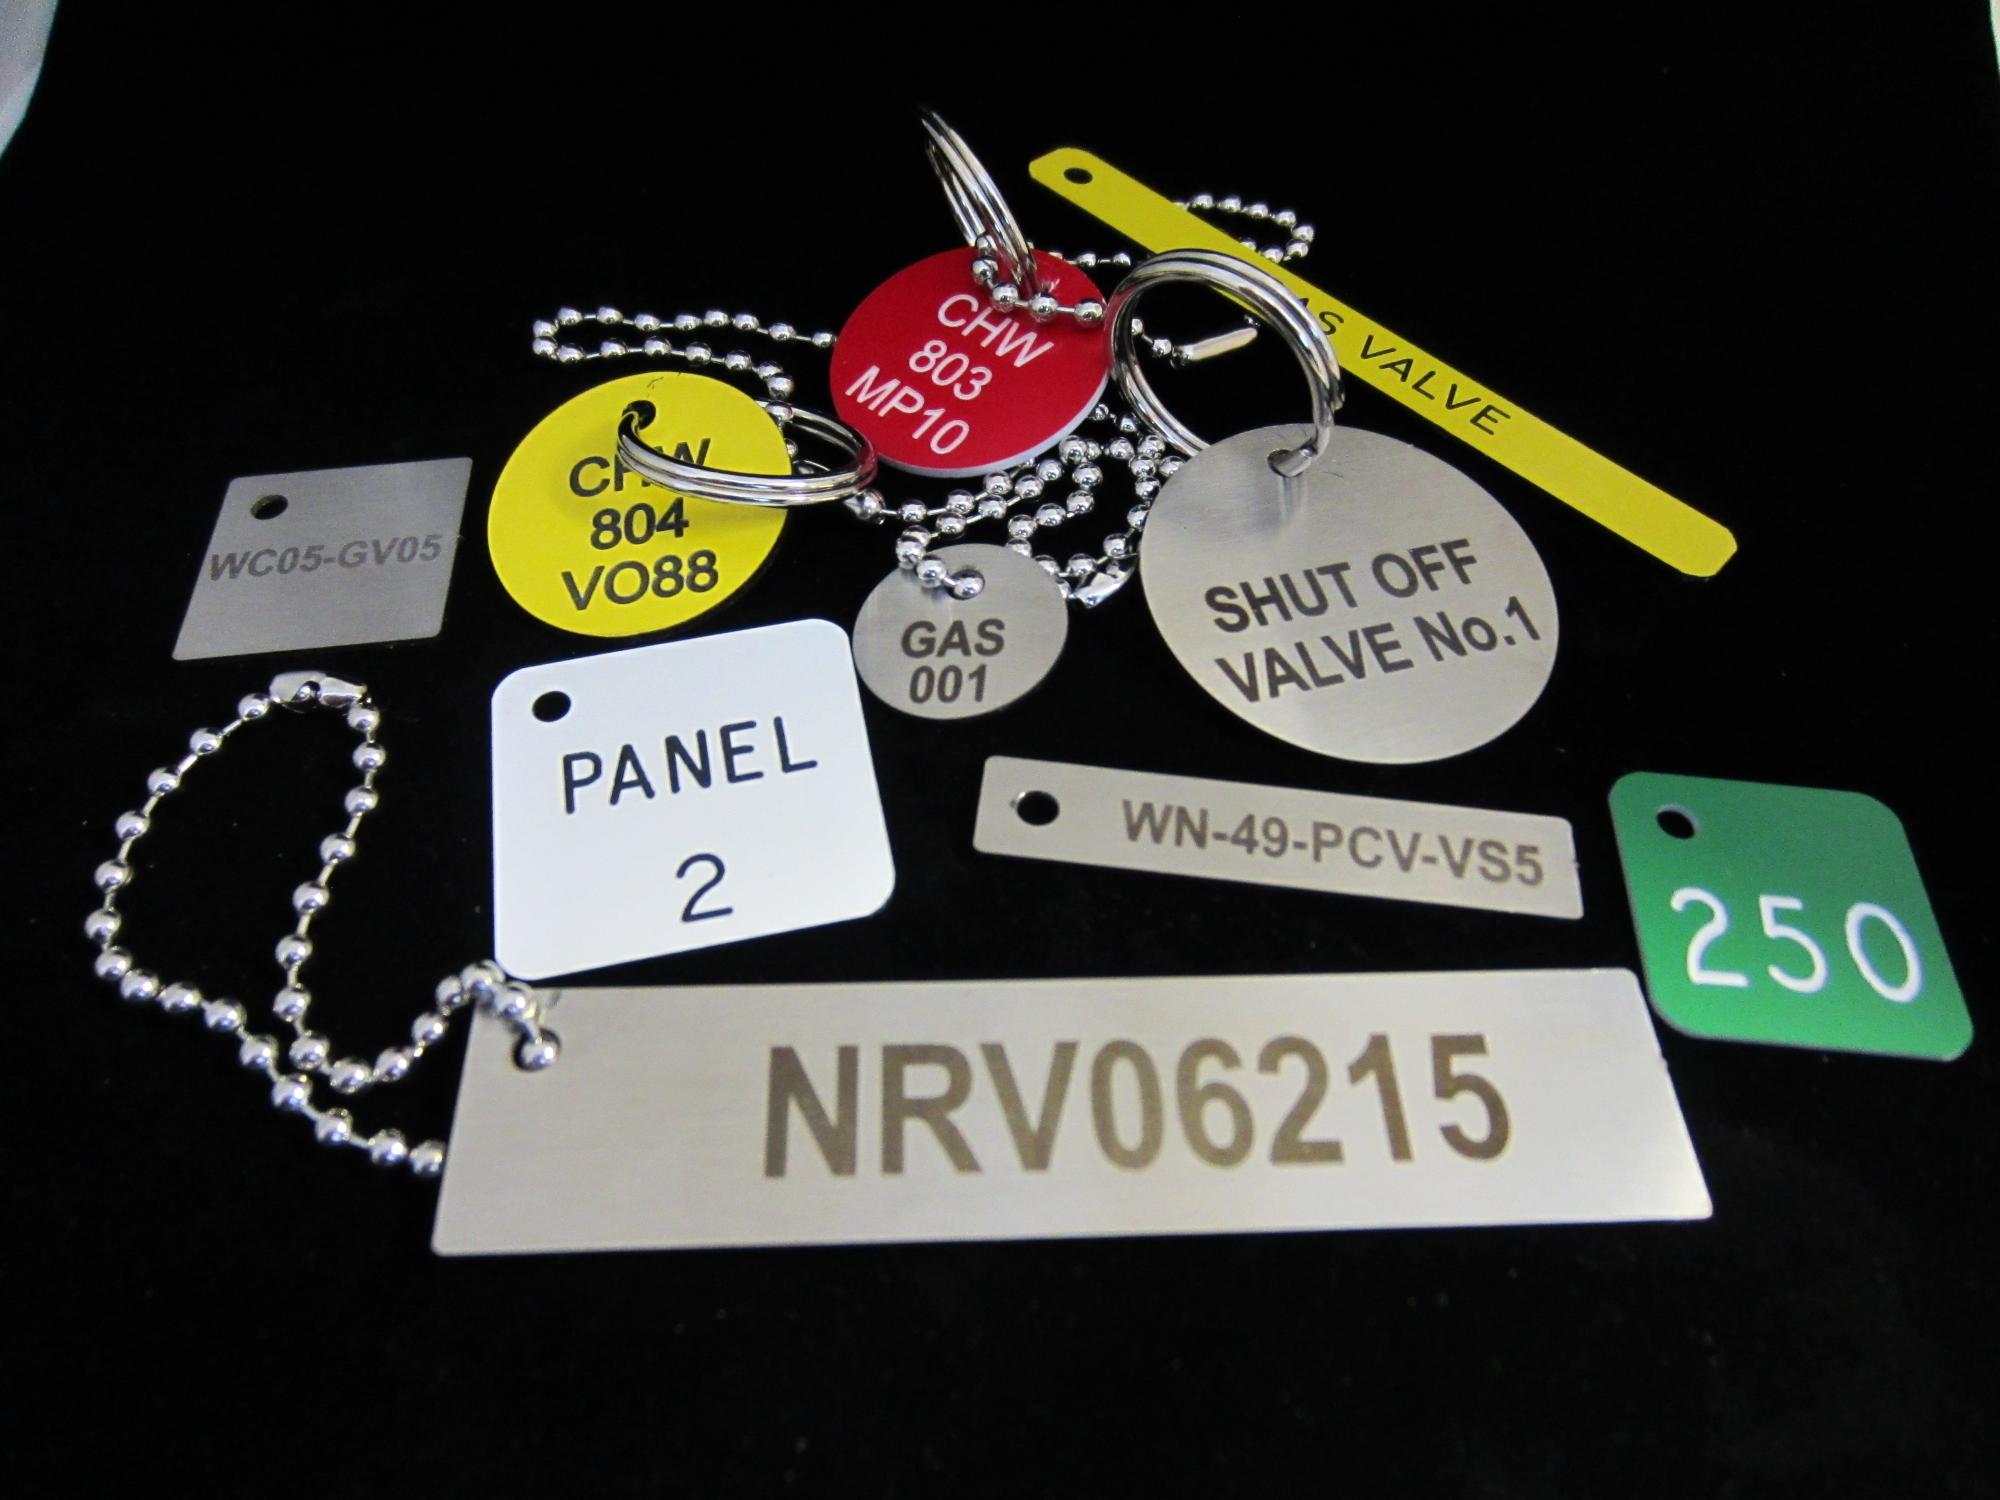 CHW
803
MP10
AS VALVE
CHW
804
VO88
WC05-GV05
GAS
001
SHUT OFF
VALVE No.1
PANEL
2
WN-49-PCV-VS5
250
NRV06215